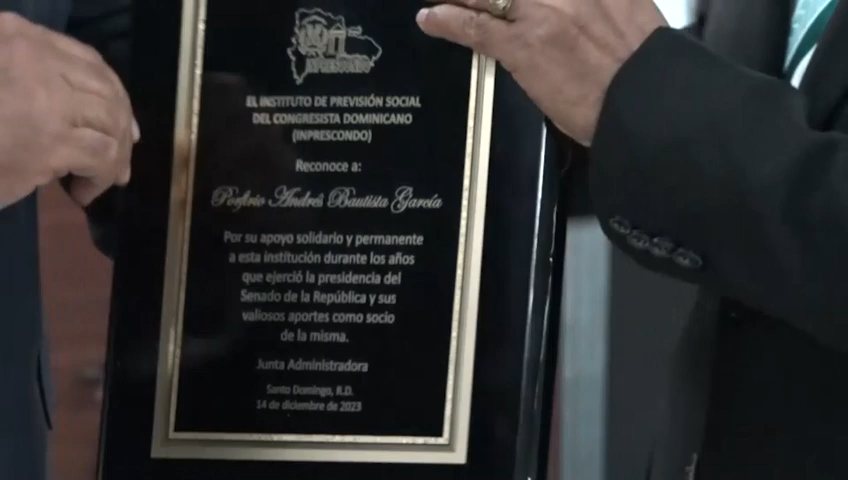 INPRESCONDO
EL INSTITUTO DE PREVISIÓN SOCIAL
DEL CONGRESISTA DOMINICANO
(INPRESCONDO)
Reconoce a:
Porfirio Andrés Bautista García
Por su apoyo solidario y permanente
a esta institución durante los años
que ejerció la presidencia del
Senado de la República y sus
valiosos aportes como socio
de la misma.
Junta Administradora
Santo Domingo, R.D.
14 de diciembre de 2023